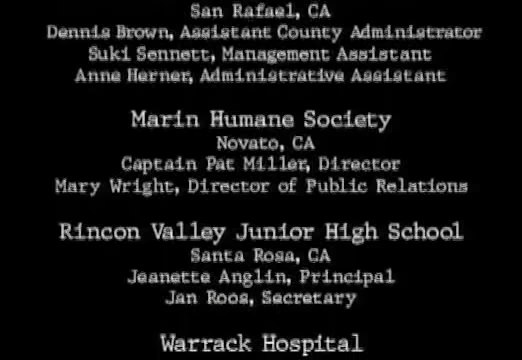 San Rafael, CA
Dennis Brown, Assistant County Administrator
Suki Sennett, Management Assistant
Anne Herner, Administrative Assistant
Marin Humane Society
Novato, CA
Captain Pat Miller, Director
Mary Wright, Director of Public Relations
Rincon Valley Junior High School
Santa Rosa, CA
Jeanette Anglin, Principal
Jan Roos, Secretary
Warrack Hospital